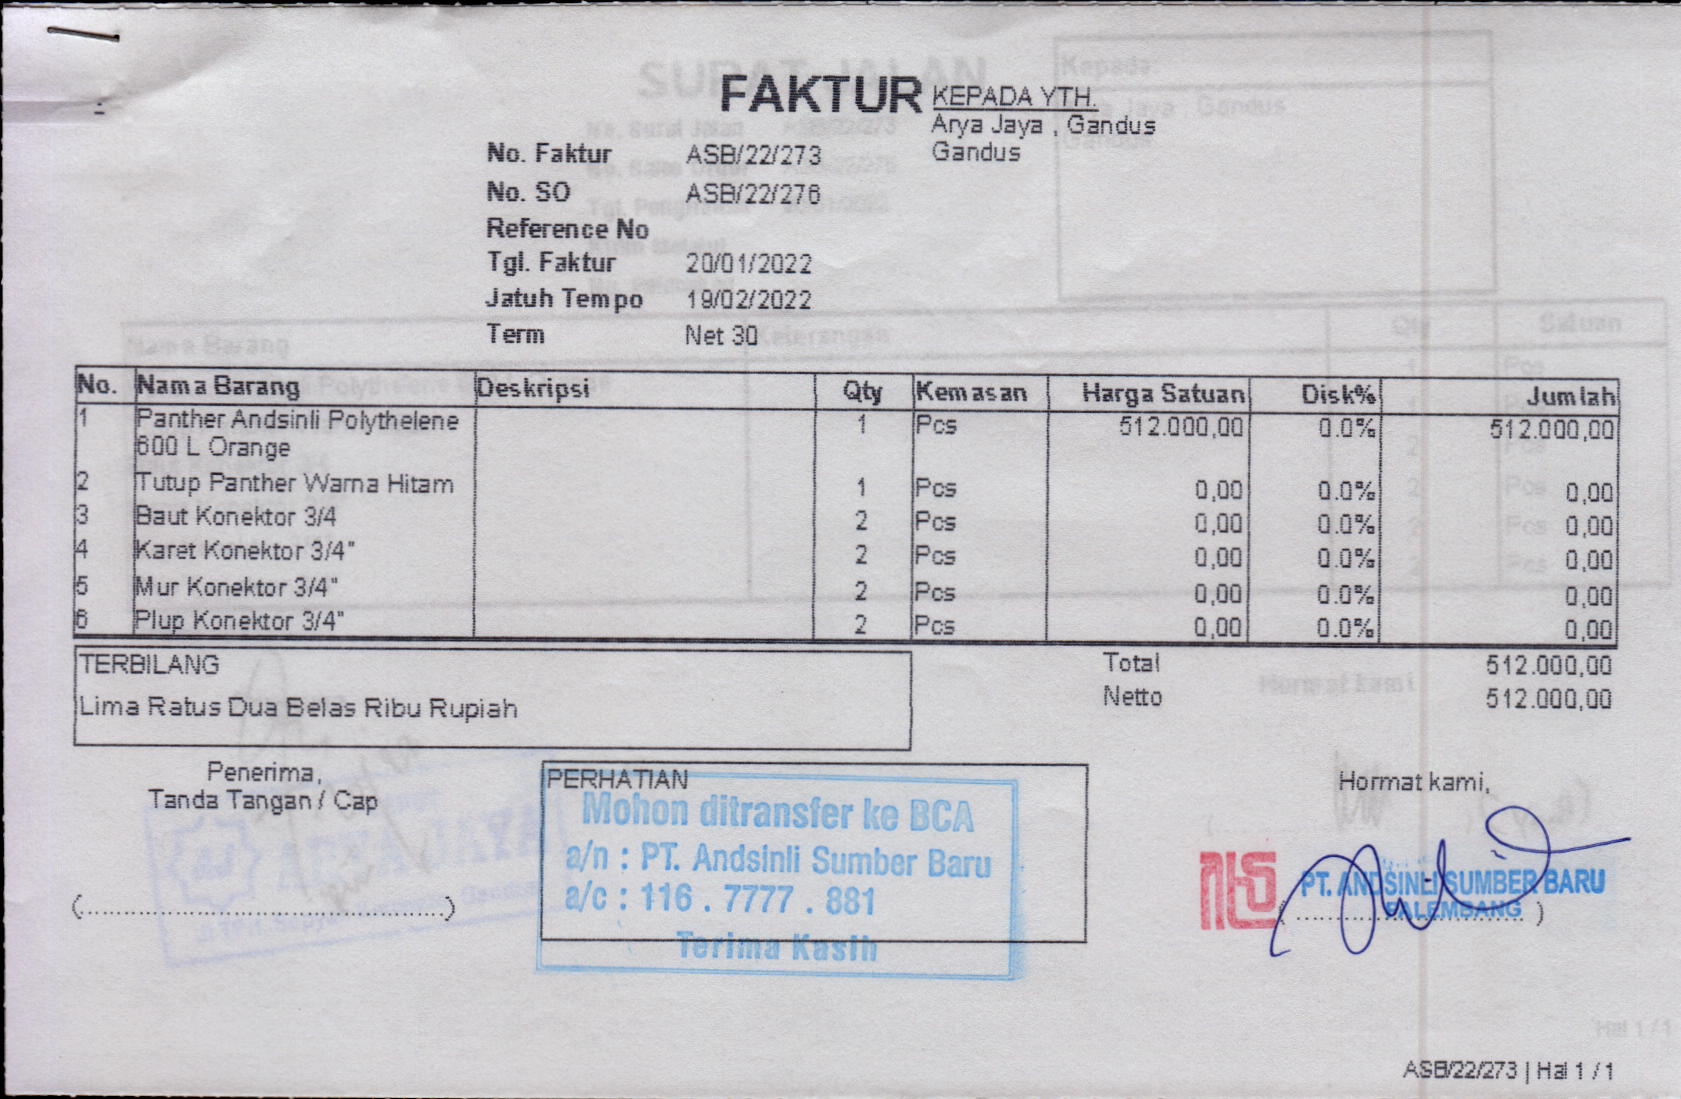 FAKTUR
KEPADA YTH.
Arya Jaya , Gandus
Gandus
No. Faktur ASB/22/273
No. SO ASB/22/276
Reference No
Tgl. Faktur 20/01/2022
Jatuh Tempo 19/02/2022
Term Net 30
No. Nama Barang Deskripsi Qty Kemasan Harga Satuan Disk% Jumlah
1 Panther Andsinli Polythelene 1 Pcs 512.000,00 0.0% 512.000,00
600 L Orange
2 Tutup Panther Warna Hitam 1 Pcs 0,00 0.0% 0,00
3 Baut Konektor 3/4 2 Pcs 0,00 0.0% 0,00
4 Karet Konektor 3/4" 2 Pcs 0,00 0.0% 0,00
5 Mur Konektor 3/4" 2 Pcs 0,00 0.0% 0,00
6 Plup Konektor 3/4" 2 Pcs 0,00 0.0% 0,00
TERBILANG
Lima Ratus Dua Belas Ribu Rupiah
Total 512.000,00
Netto 512.000,00
Penerima,
Tanda Tangan / Cap
(................................................)
PERHATIAN
Mohon ditransfer ke BCA
a/n : PT. Andsinli Sumber Baru
a/c : 116 . 7777 . 881
Terima Kasih
Hormat kami,
PT. ANDSINLI SUMBER BARU
PALEMBANG
ASB/22/273 | Hal 1 / 1